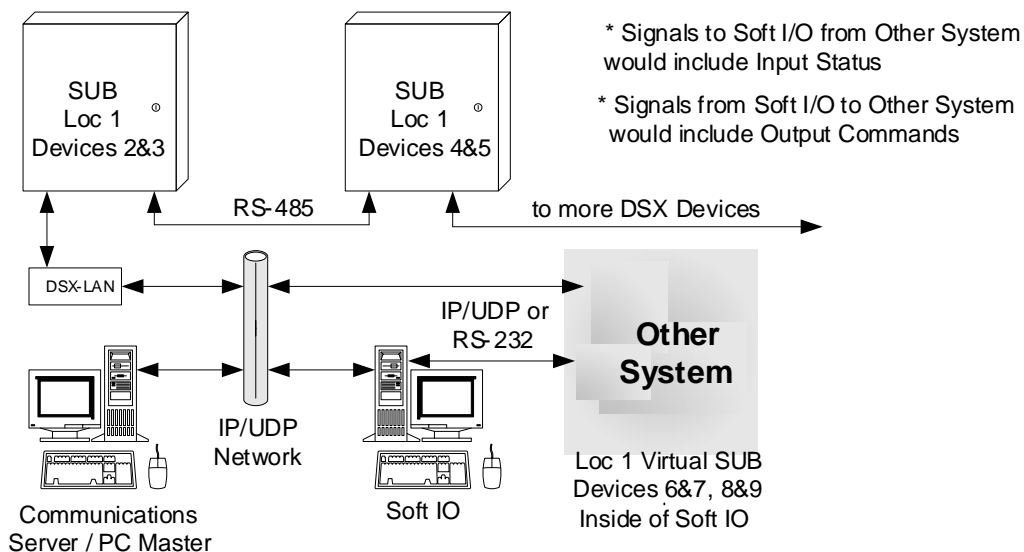 SUB
Loc 1
Devices 2&3
SUB
Loc 1
Devices 4&5
* Signals to Soft I/O from Other System
would include Input Status
* Signals from Soft I/O to Other System
would include Output Commands
RS-485
to more DSX Devices
DSX-LAN
IP/UDP or
RS-232
Other
System
IP/UDP
Network
Communications
Server / PC Master
Soft IO
Loc 1 Virtual SUB
Devices 6&7, 8&9
Inside of Soft IO